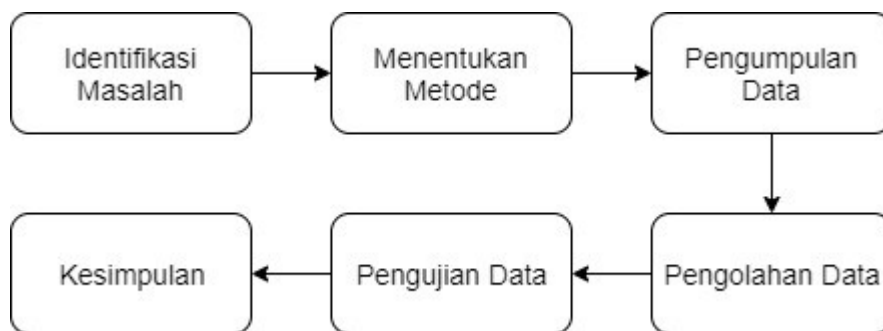 Identifikasi
Masalah
Menentukan
Metode
Pengumpulan
Data
Pengolahan Data
Pengujian Data
Kesimpulan